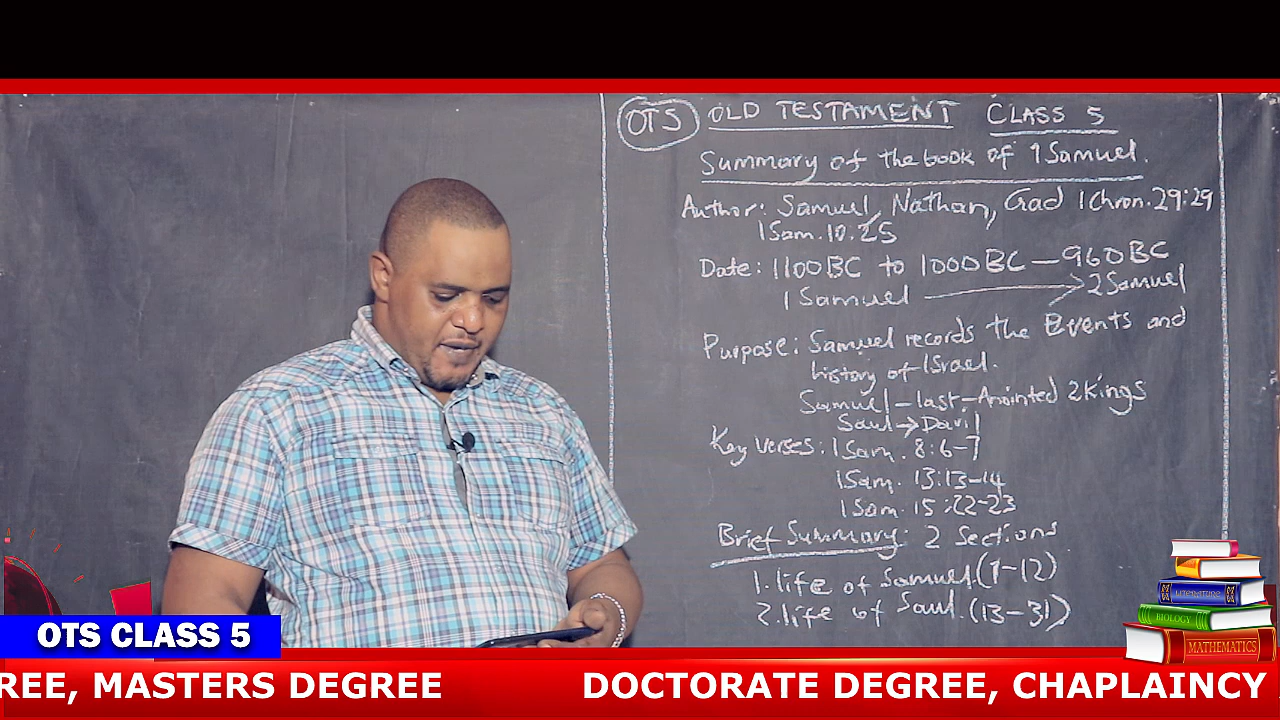 OTS OLD TESTAMENT CLASS 5
Summary of the book of 1Samuel.
Author: Samuel, Nathan, Gad 1Chron.29:29
1Sam.10.25
Date: 1100BC to 1000BC-960BC
1Samuel → 2Samuel
Purpose: Samuel records the Events and
history of Israel.
Samuel-last-Anointed 2Kings
Saul→David
Key Verses: 1Sam. 8:6-7
1Sam. 13:13-14
1Sam. 15:22-23
Brief Summary: 2 Sections
1. life of Samuel.(1-12)
2. life of Saul.(13-31)
LITERATURE
BIOLOGY
MATHEMATICS
OTS CLASS 5
REE, MASTERS DEGREE DOCTORATE DEGREE, CHAPLAINCY